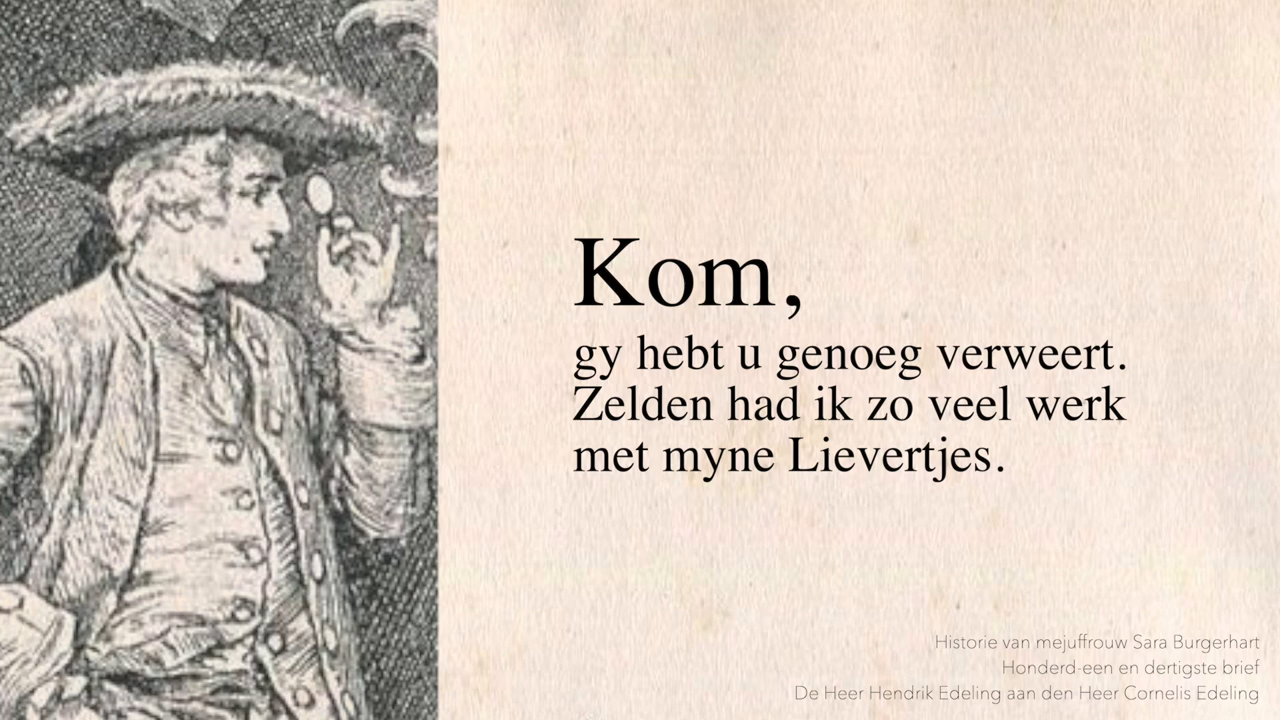 Kom,
gy hebt u genoeg verweert.
Zelden had ik zo veel werk
met myne Lievertjes.
Historie van mejuffrouw Sara Burgerhart
Honderd-een en dertigste brief
De Heer Hendrik Edeling aan den Heer Cornelis Edeling